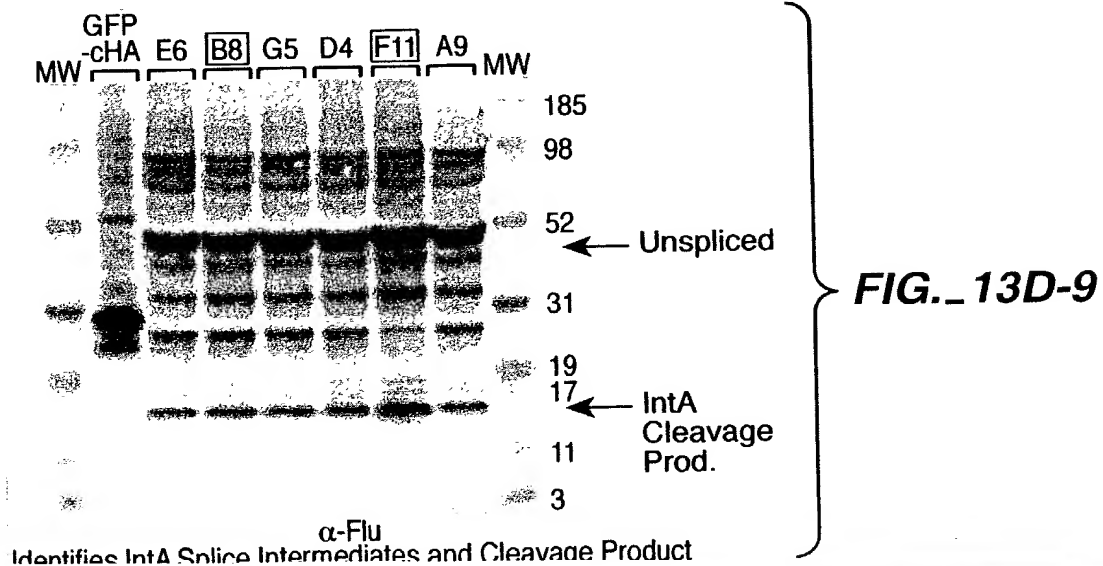 GFP
-cHA
MW E6 B8 G5 D4 F11 A9 MW
185
98
52
Unspliced
31
19
17
IntA
Cleavage
Prod.
11
3
FIG._13D-9
α-Flu
Identifies IntA Splice Intermediates and Cleavage Product